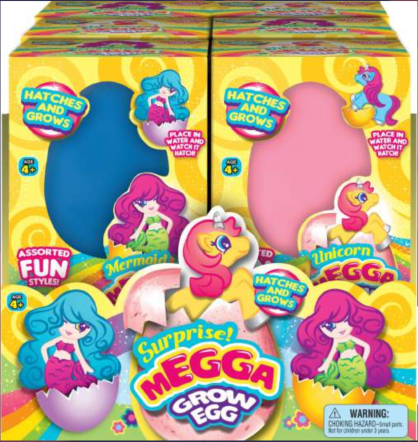 HATCHES
AND
GROWS
PLACE IN
WATER AND
WATCH IT
HATCH!
AGE
4+
Mermaid
ASSORTED
FUN
STYLES!
HATCHES
AND
GROWS
PLACE IN
WATER AND
WATCH IT
HATCH!
AGE
4+
Unicorn
MEGGA
AGE
4+
HATCHES
AND
GROWS
Surprise!
MEGGA
GROW
EGG
WARNING:
CHOKING HAZARD-Small parts.
Not for children under 3 years.